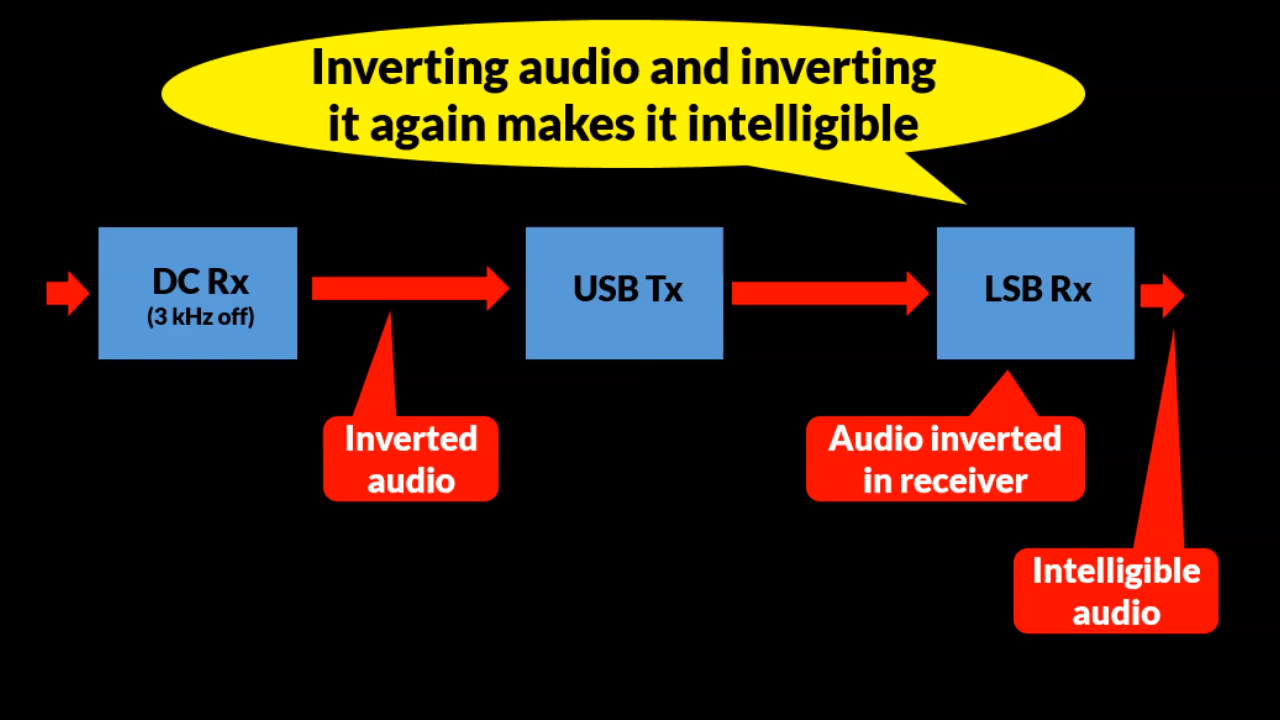 Inverting audio and inverting
it again makes it intelligible
DC Rx
(3 kHz off)
USB Tx
LSB Rx
Inverted
audio
Audio inverted
in receiver
Intelligible
audio